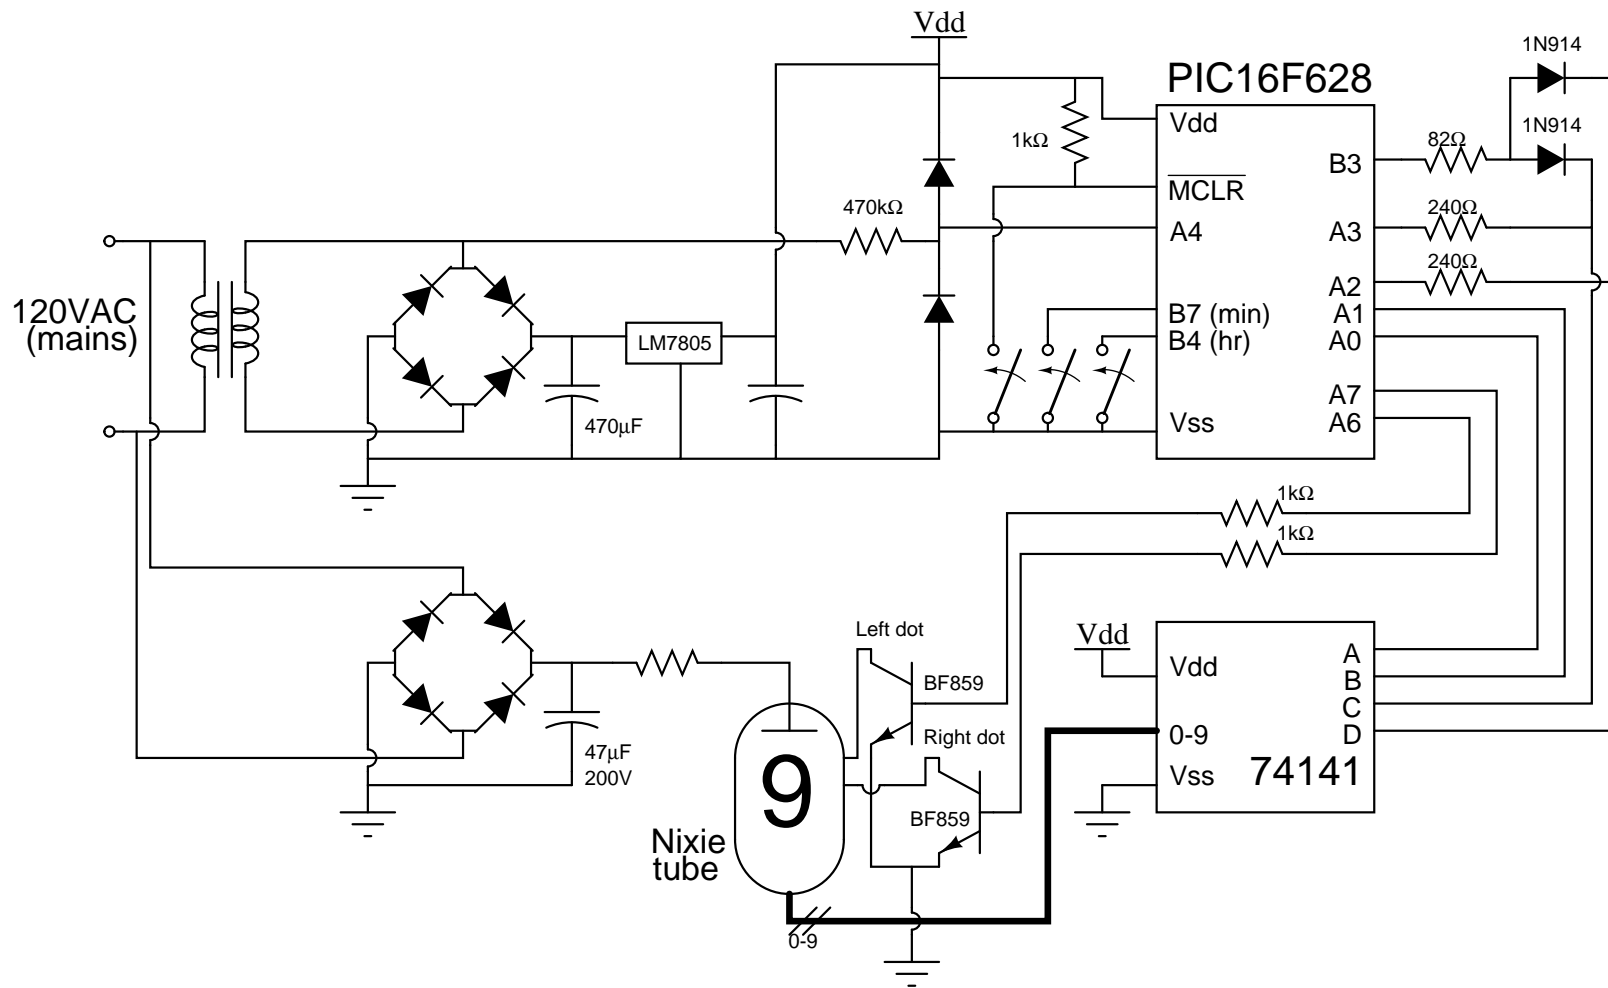 Vdd
1N914
PIC16F628
1N914
Vdd
1kΩ
82Ω
B3
MCLR
470kΩ
240Ω
A4
A3
240Ω
A2
120VAC
(mains)
B7 (min)
A1
B4 (hr)
A0
LM7805
A7
470µF
Vss
A6
1kΩ
1kΩ
Left dot
Vdd
Vdd
A
BF859
B
C
Right dot
0-9
D
47µF
200V
9
Vss
74141
BF859
Nixie
tube
0-9